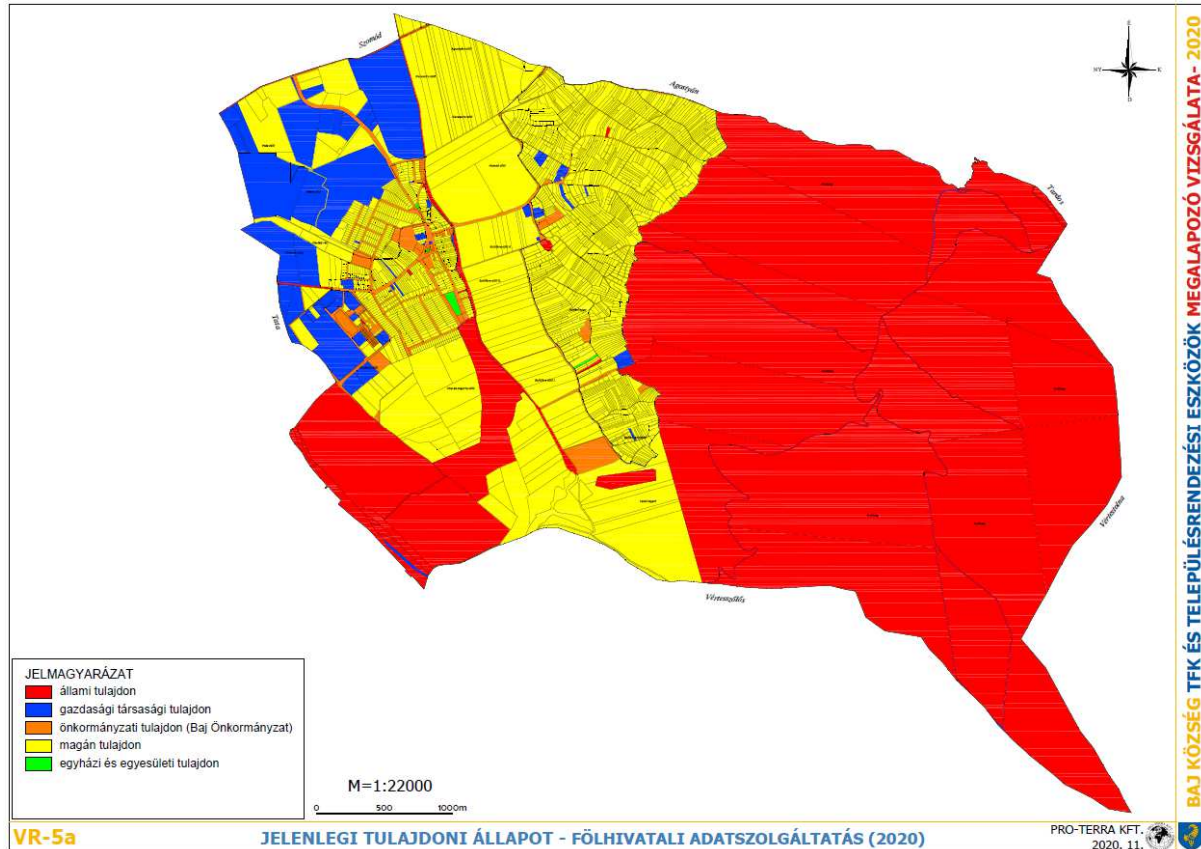 Szomód
Agostyán
Tardos
Tata
Vértestolna
Vértesszőlős
É
NY
K
D
JELMAGYARÁZAT
állami tulajdon
gazdasági társasági tulajdon
önkormányzati tulajdon (Baj Önkormányzat)
magán tulajdon
egyházi és egyesületi tulajdon
M=1:22000
0 500 1000m
VR-5a
JELENLEGI TULAJDONI ÁLLAPOT - FÖLHIVATALI ADATSZOLGÁLTATÁS (2020)
PRO-TERRA KFT.
2020. 11.
BAJ KÖZSÉG TFK ÉS TELEPÜLÉSRENDEZÉSI ESZKÖZÖK MEGALAPOZÓ VIZSGÁLATA- 2020